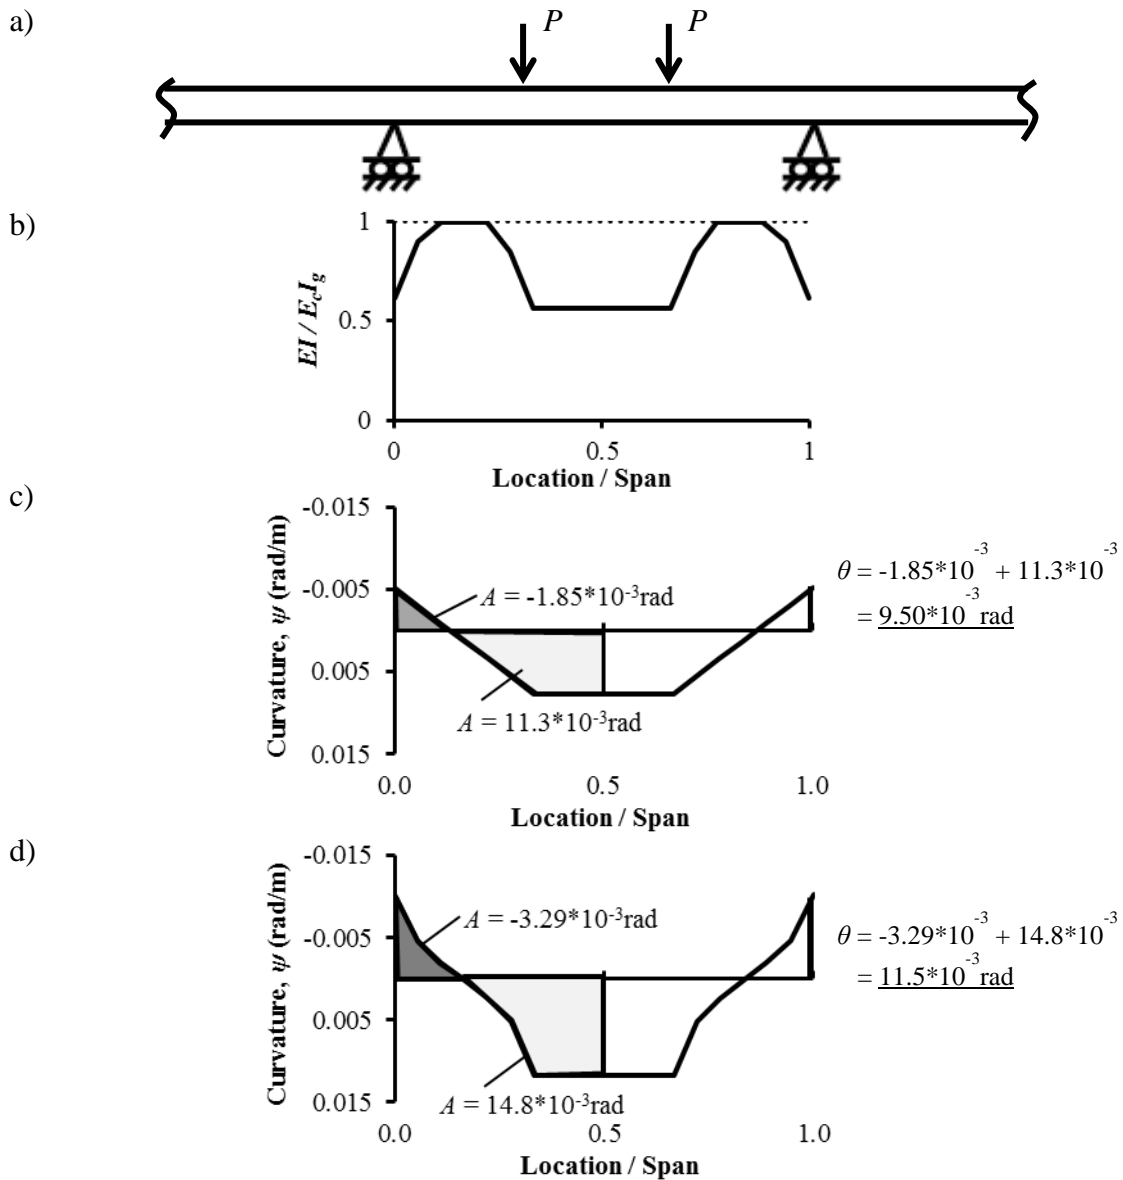 a)
P P
b)
1
0.5
0
EI / EcIg
0 0.5 1
Location / Span
c)
-0.015
-0.005
0.005
0.015
Curvature, ψ (rad/m)
A = -1.85*10-3rad
A = 11.3*10-3rad
θ = -1.85*10-3 + 11.3*10-3
= 9.50*10-3 rad
0.0 0.5 1.0
Location / Span
d)
-0.015
-0.005
0.005
0.015
Curvature, ψ (rad/m)
A = -3.29*10-3rad
A = 14.8*10-3rad
θ = -3.29*10-3 + 14.8*10-3
= 11.5*10-3 rad
0.0 0.5 1.0
Location / Span